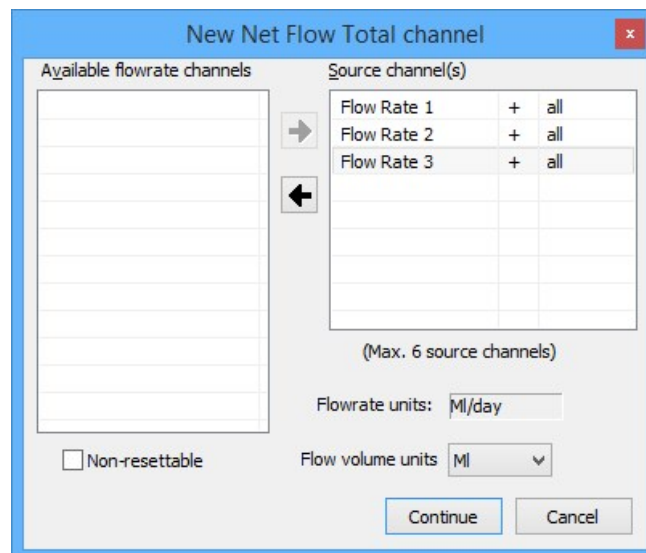 New Net Flow Total channel
x
Available flowrate channels
Source channel(s)
Flow Rate 1 + all
Flow Rate 2 + all
Flow Rate 3 + all
(Max. 6 source channels)
Flowrate units: Ml/day
Non-resettable
Flow volume units Ml
Continue Cancel